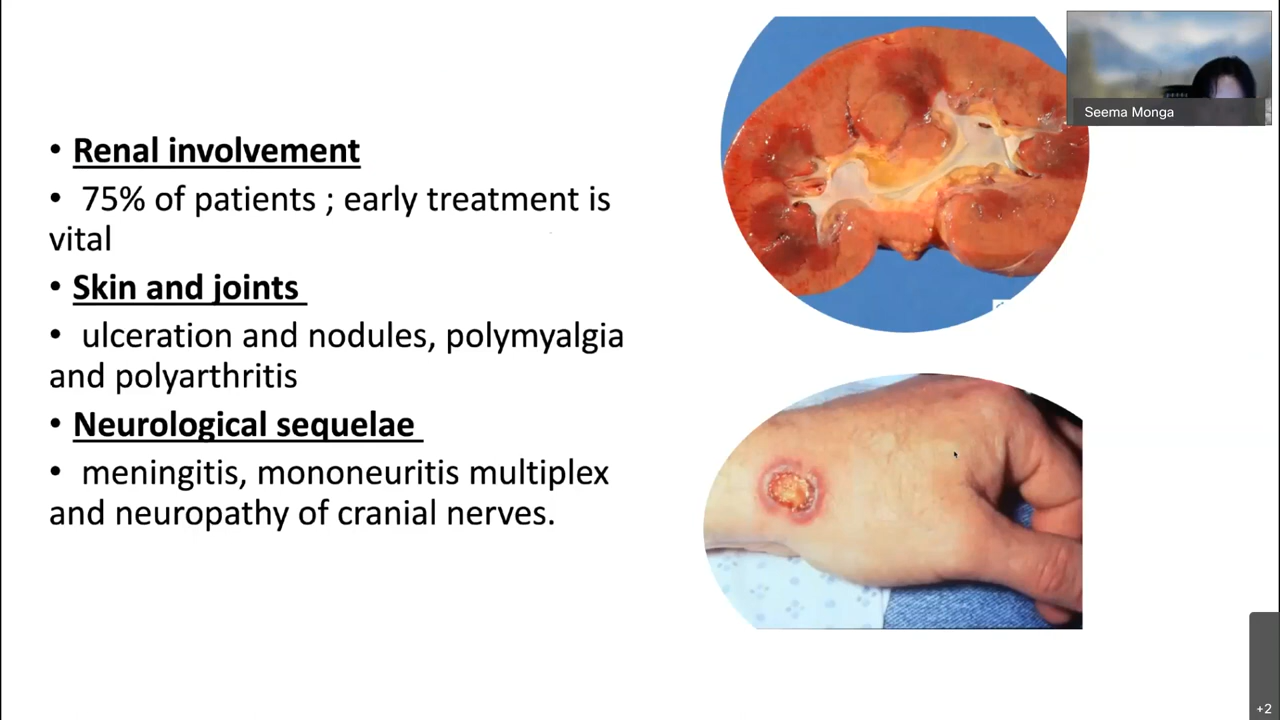 • Renal involvement
• 75% of patients ; early treatment is
vital
• Skin and joints
• ulceration and nodules, polymyalgia
and polyarthritis
• Neurological sequelae
• meningitis, mononeuritis multiplex
and neuropathy of cranial nerves.
Seema Monga
+2